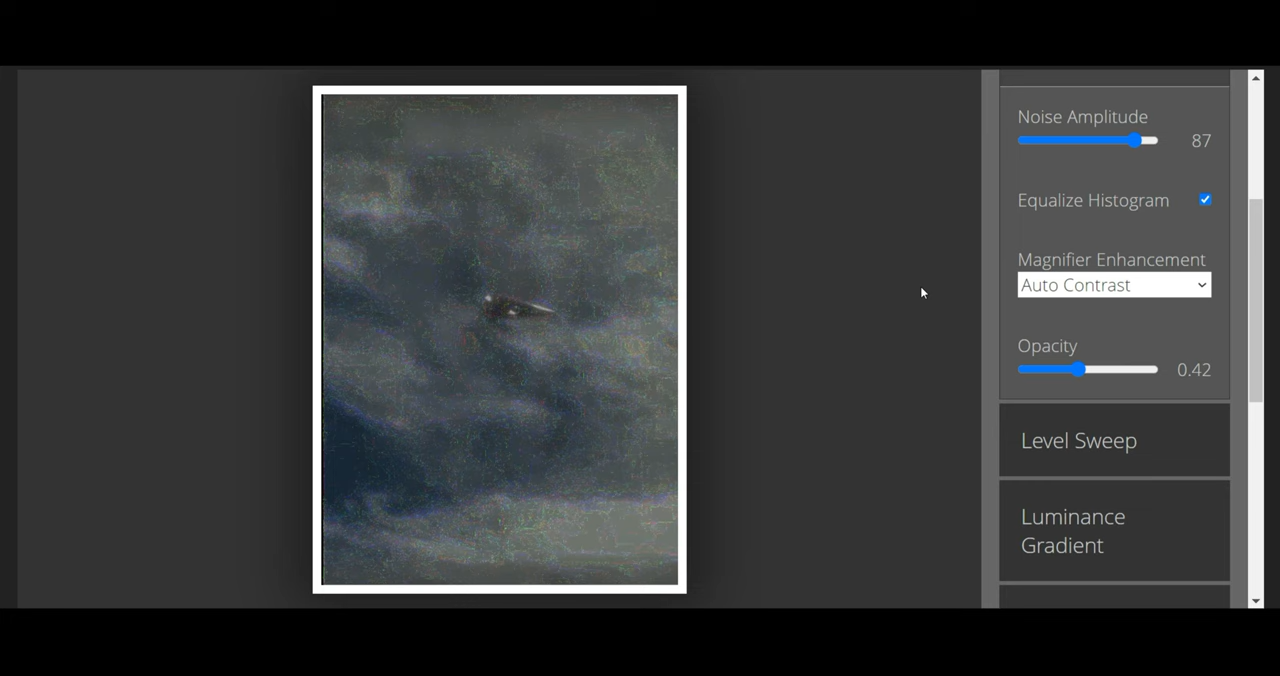 Noise Amplitude
87
Equalize Histogram
Magnifier Enhancement
Auto Contrast
Opacity
0.42
Level Sweep
Luminance
Gradient